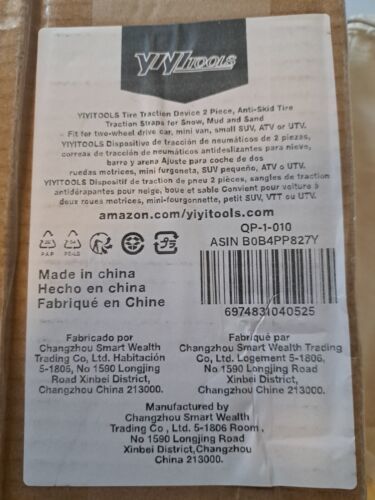 YIYITOOLS
YIYITOOLS Tire Traction Device 2 Piece, Anti-Skid Tire
Traction Straps for Snow, Mud and Sand
- Fit for two-wheel drive car, mini van, small SUV, ATV or UTV.
YIYITOOLS Dispositivo de tracción de neumáticos de 2 piezas,
correas de tracción de neumáticos antideslizantes para nieve,
barro y arena Ajuste para coche de dos
ruedas motrices, mini furgoneta, SUV pequeño, ATV o UTV.
YIYITOOLS Dispositif de traction de pneu 2 pièces, sangles de traction
antidérapantes pour neige, boue et sable Convient pour voiture à
deux roues motrices, mini-fourgonnette, petit SUV, VTT ou UTV.
amazon.com/yiyitools.com
QP-1-010
ASIN B0B4PP827Y
PAP
PE-LD
Made in china
Hecho en china
Fabriqué en Chine
6974831040525
Fabricado por
Changzhou Smart Wealth
Trading Co, Ltd. Habitación
5-1806, No 1590 Longjing
Road Xinbei District,
Changzhou China 213000.
Fabriqué par
Changzhou Smart Wealth Trading
Co, Ltd. Logement 5-1806,
No 1590 Longjing Road
Xinbei District,
Changzhou China 213000.
Manufactured by
Changzhou Smart Wealth
Trading Co , Ltd. 5-1806 Room ,
No 1590 Longjing Road
Xinbei District,Changzhou
China 213000.